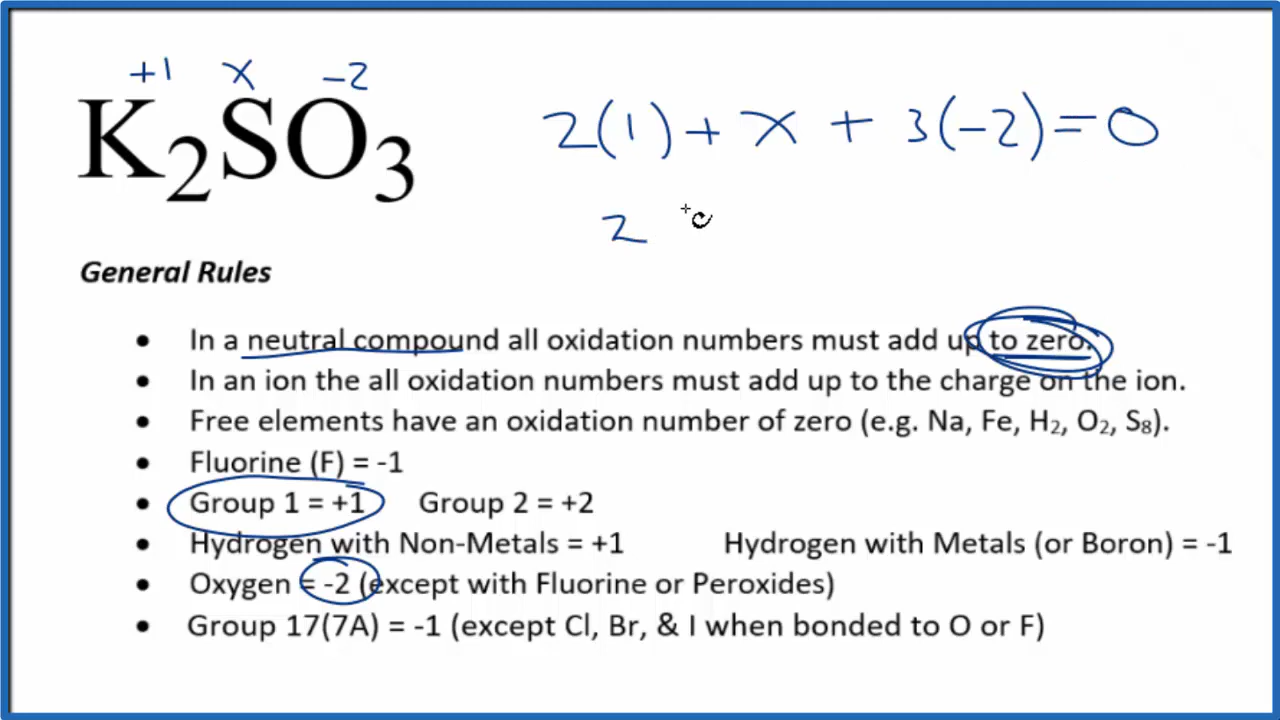 +1 x -2
K₂SO₃ 2(1) + x + 3(-2) = 0
2
General Rules
• In a neutral compound all oxidation numbers must add up to zero.
• In an ion the all oxidation numbers must add up to the charge on the ion.
• Free elements have an oxidation number of zero (e.g. Na, Fe, H₂, O₂, S₈).
• Fluorine (F) = -1
• Group 1 = +1 Group 2 = +2
• Hydrogen with Non-Metals = +1 Hydrogen with Metals (or Boron) = -1
• Oxygen = -2 (except with Fluorine or Peroxides)
• Group 17(7A) = -1 (except Cl, Br, & I when bonded to O or F)